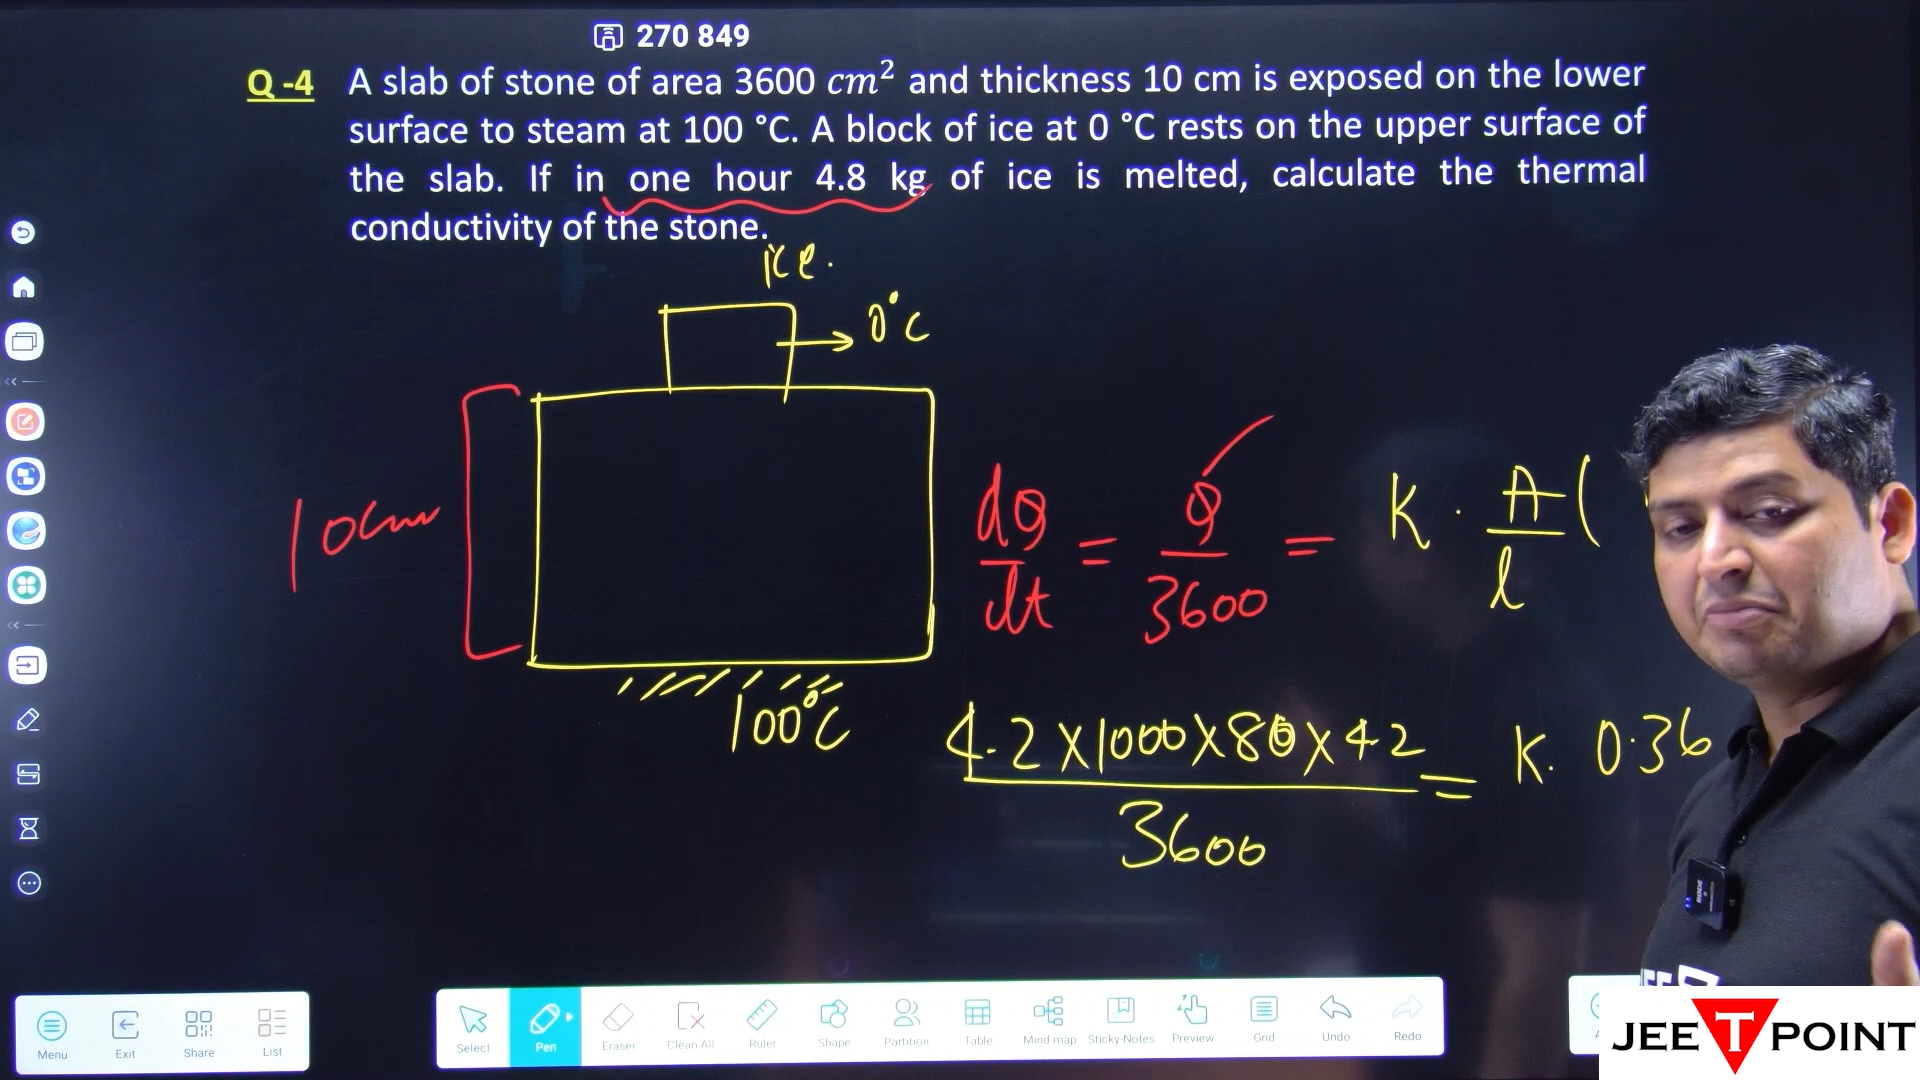 270 849
Q -4 A slab of stone of area 3600 cm² and thickness 10 cm is exposed on the lower
surface to steam at 100 °C. A block of ice at 0 °C rests on the upper surface of
the slab. If in one hour 4.8 kg of ice is melted, calculate the thermal
conductivity of the stone.
ice.
0°C
10cm
dQ/dt = Q/3600 = K · A/l (
100°C
4.2×1000×80×4.2/3600 = K. 0.36
RODE
Menu Exit Share List Select Pen Eraser Clean All Ruler Shape Partition Table Mind map Sticky-Notes Preview Grid Undo Redo
JEE T POINT